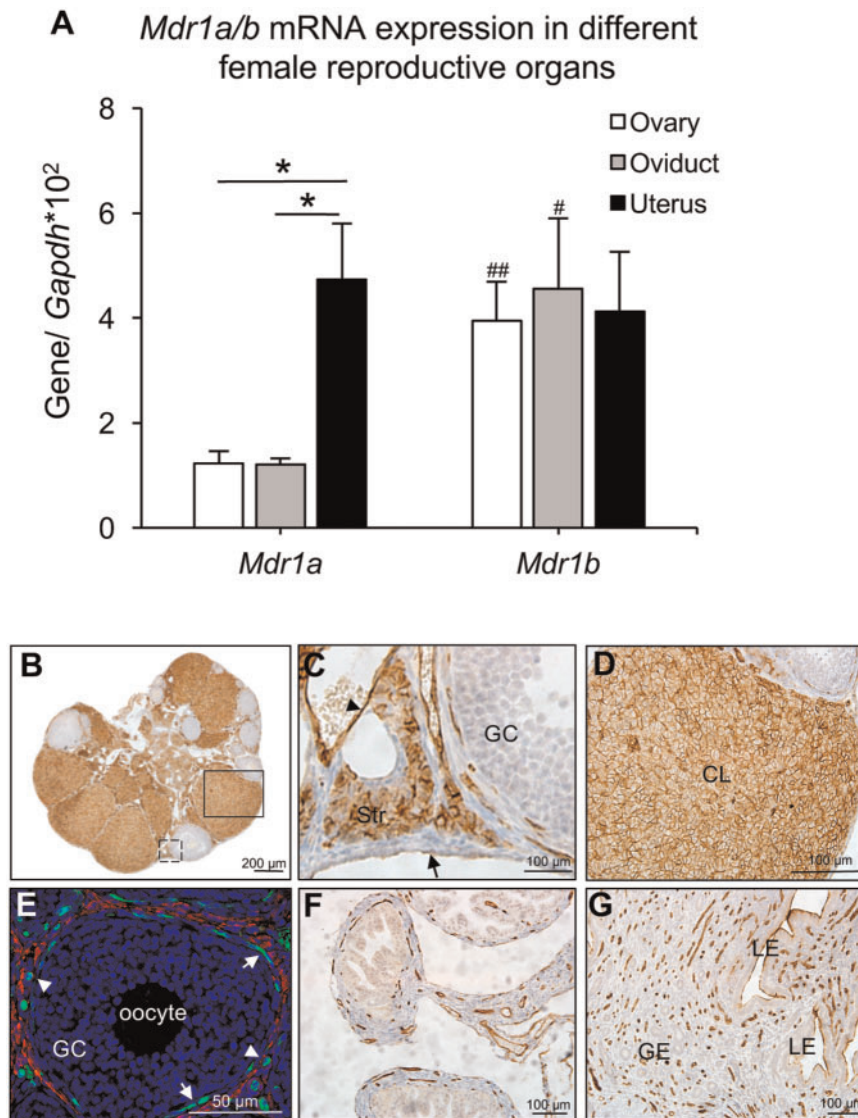 A
Mdr1a/b mRNA expression in different
female reproductive organs
Gene/ Gapdh*10²
8
6
4
2
0
Ovary
Oviduct
Uterus
*
*
##
#
Mdr1a Mdr1b
B
200 µm
C
GC
Str
100 µm
D
CL
100 µm
E
oocyte
GC
50 µm
F
100 µm
G
LE
GE
LE
100 µm